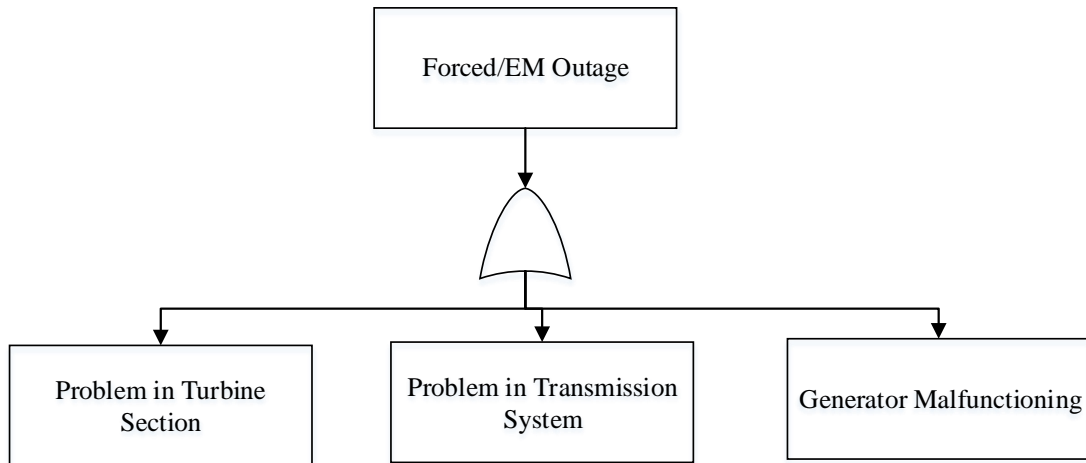 Forced/EM Outage
Problem in Turbine
Section
Problem in Transmission
System
Generator Malfunctioning